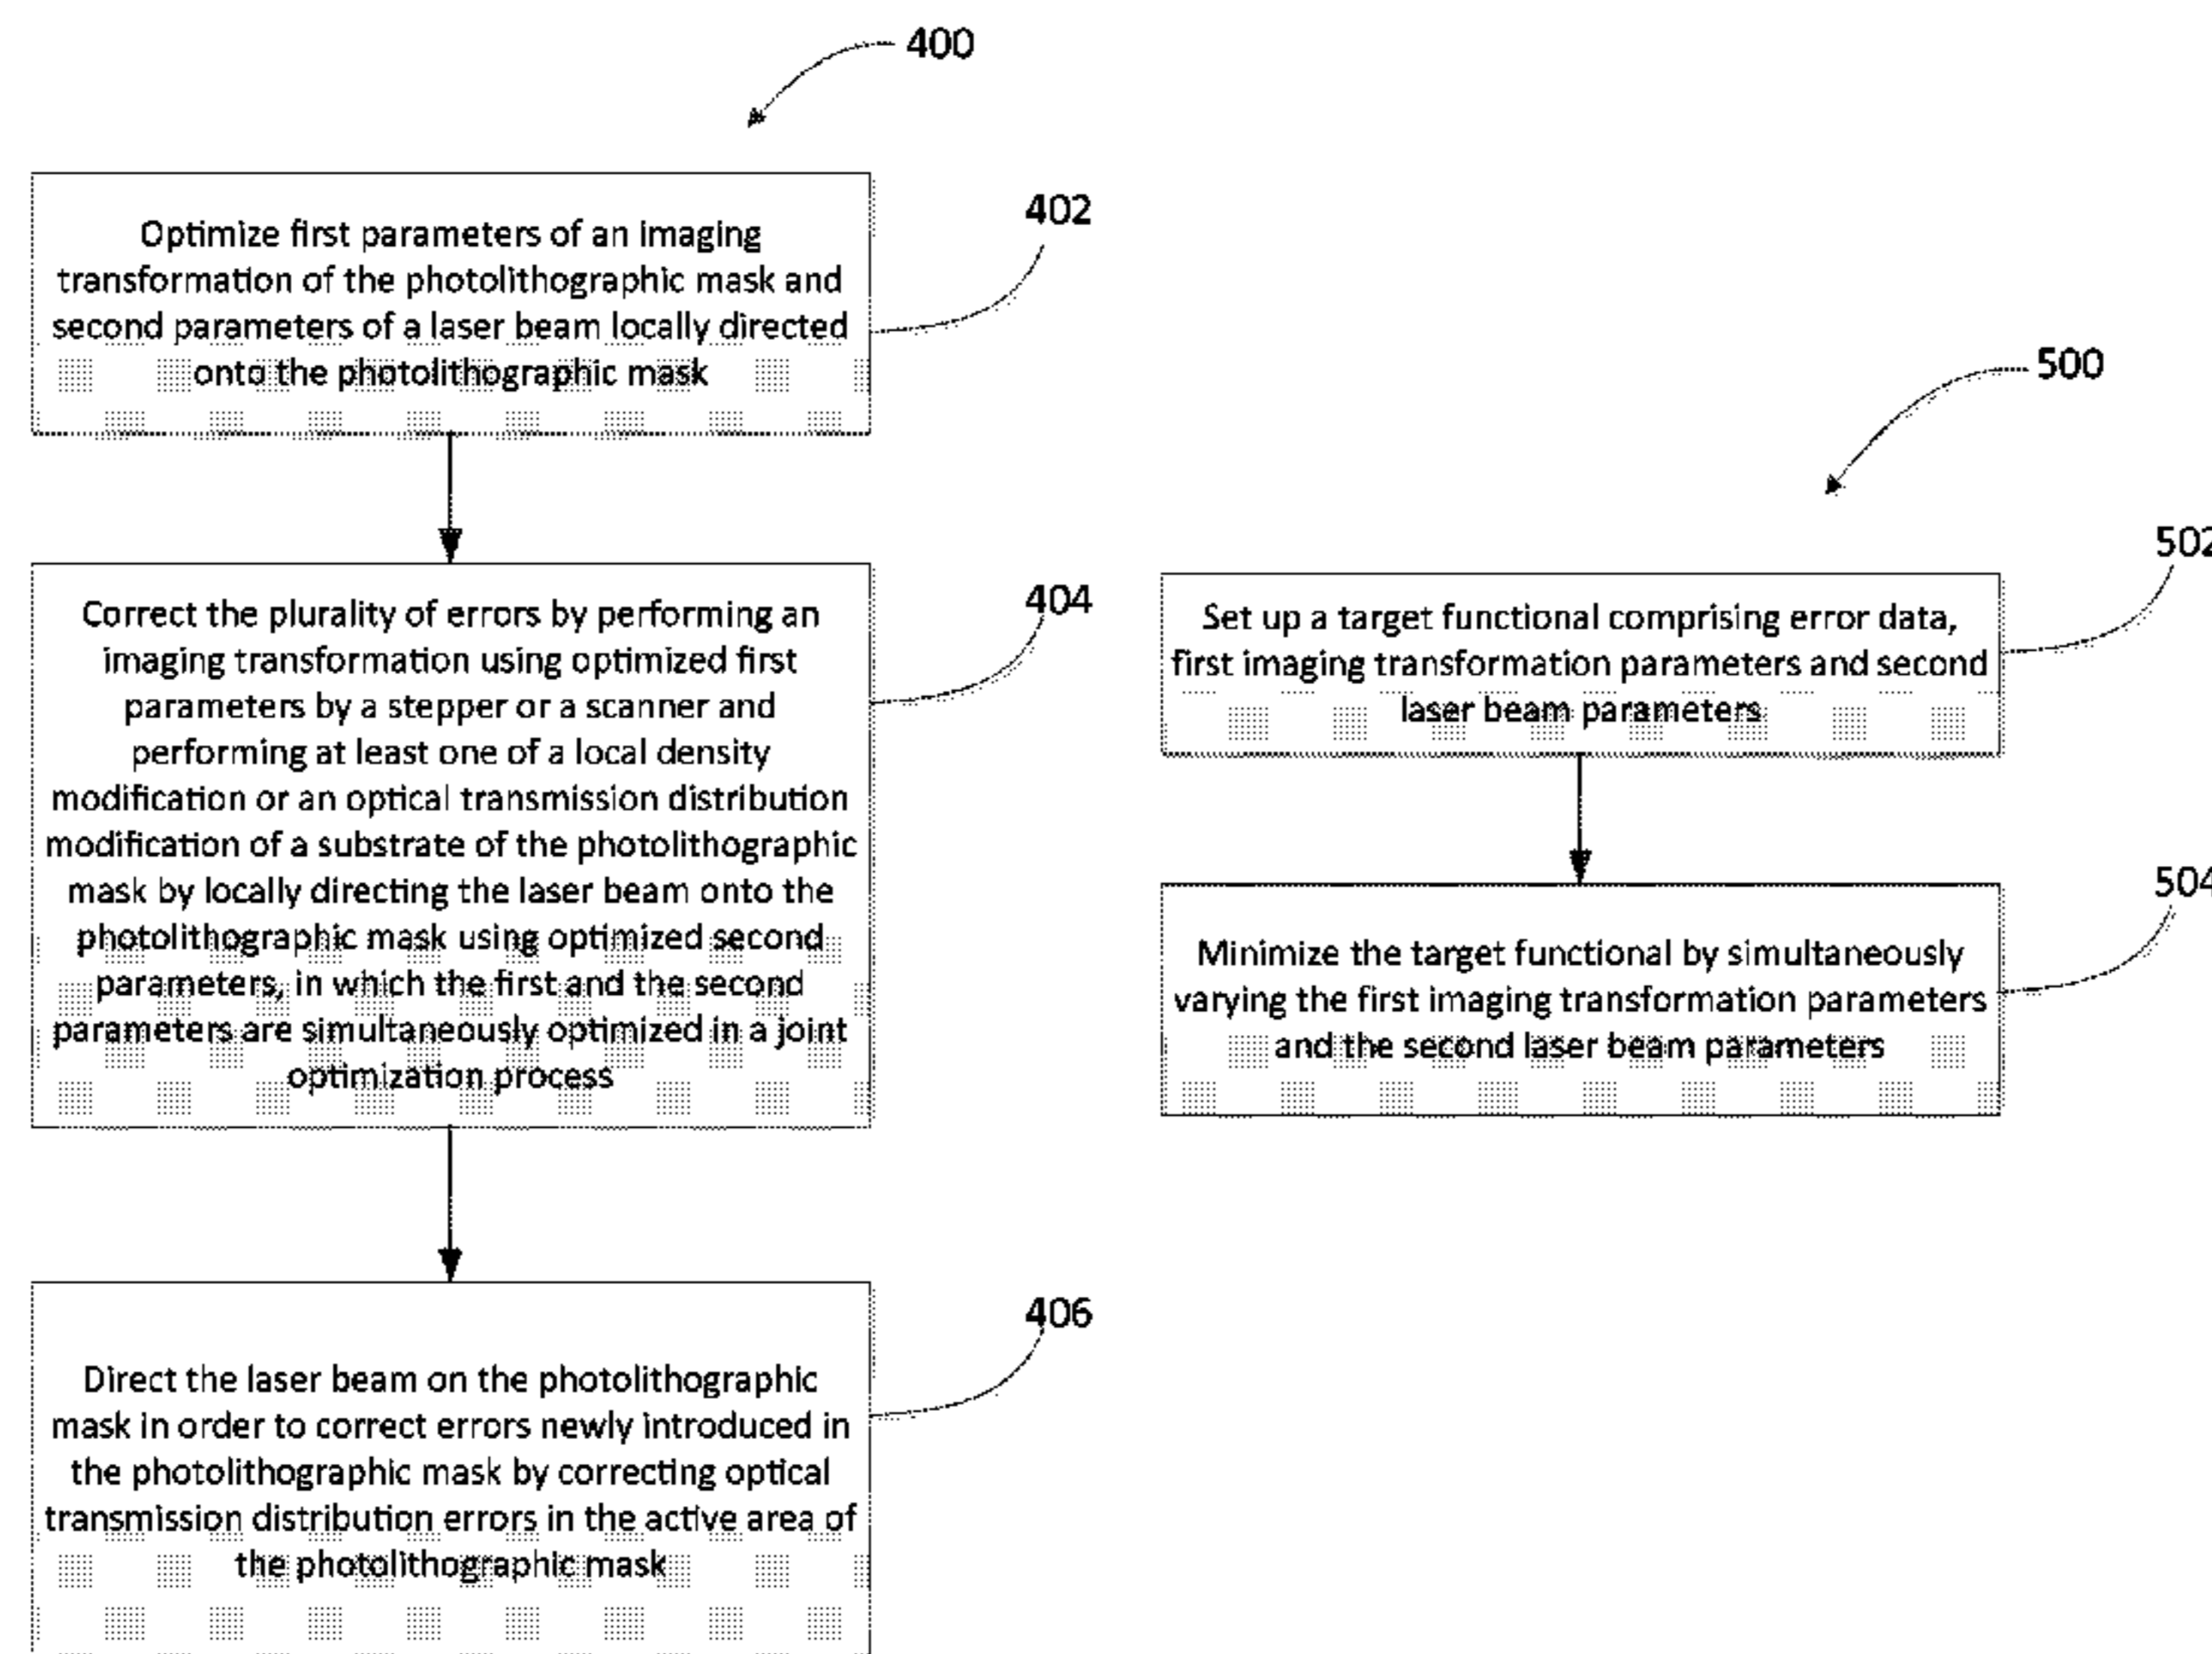 400
402
Optimize first parameters of an imaging
transformation of the photolithographic mask and
second parameters of a laser beam locally directed
onto the photolithographic mask
404
Correct the plurality of errors by performing an
imaging transformation using optimized first
parameters by a stepper or a scanner and
performing at least one of a local density
modification or an optical transmission distribution
modification of a substrate of the photolithographic
mask by locally directing the laser beam onto the
photolithographic mask using optimized second
parameters, in which the first and the second
parameters are simultaneously optimized in a joint
optimization process
406
Direct the laser beam on the photolithographic
mask in order to correct errors newly introduced in
the photolithographic mask by correcting optical
transmission distribution errors in the active area of
the photolithographic mask
500
502
Set up a target functional comprising error data,
first imaging transformation parameters and second
laser beam parameters
504
Minimize the target functional by simultaneously
varying the first imaging transformation parameters
and the second laser beam parameters